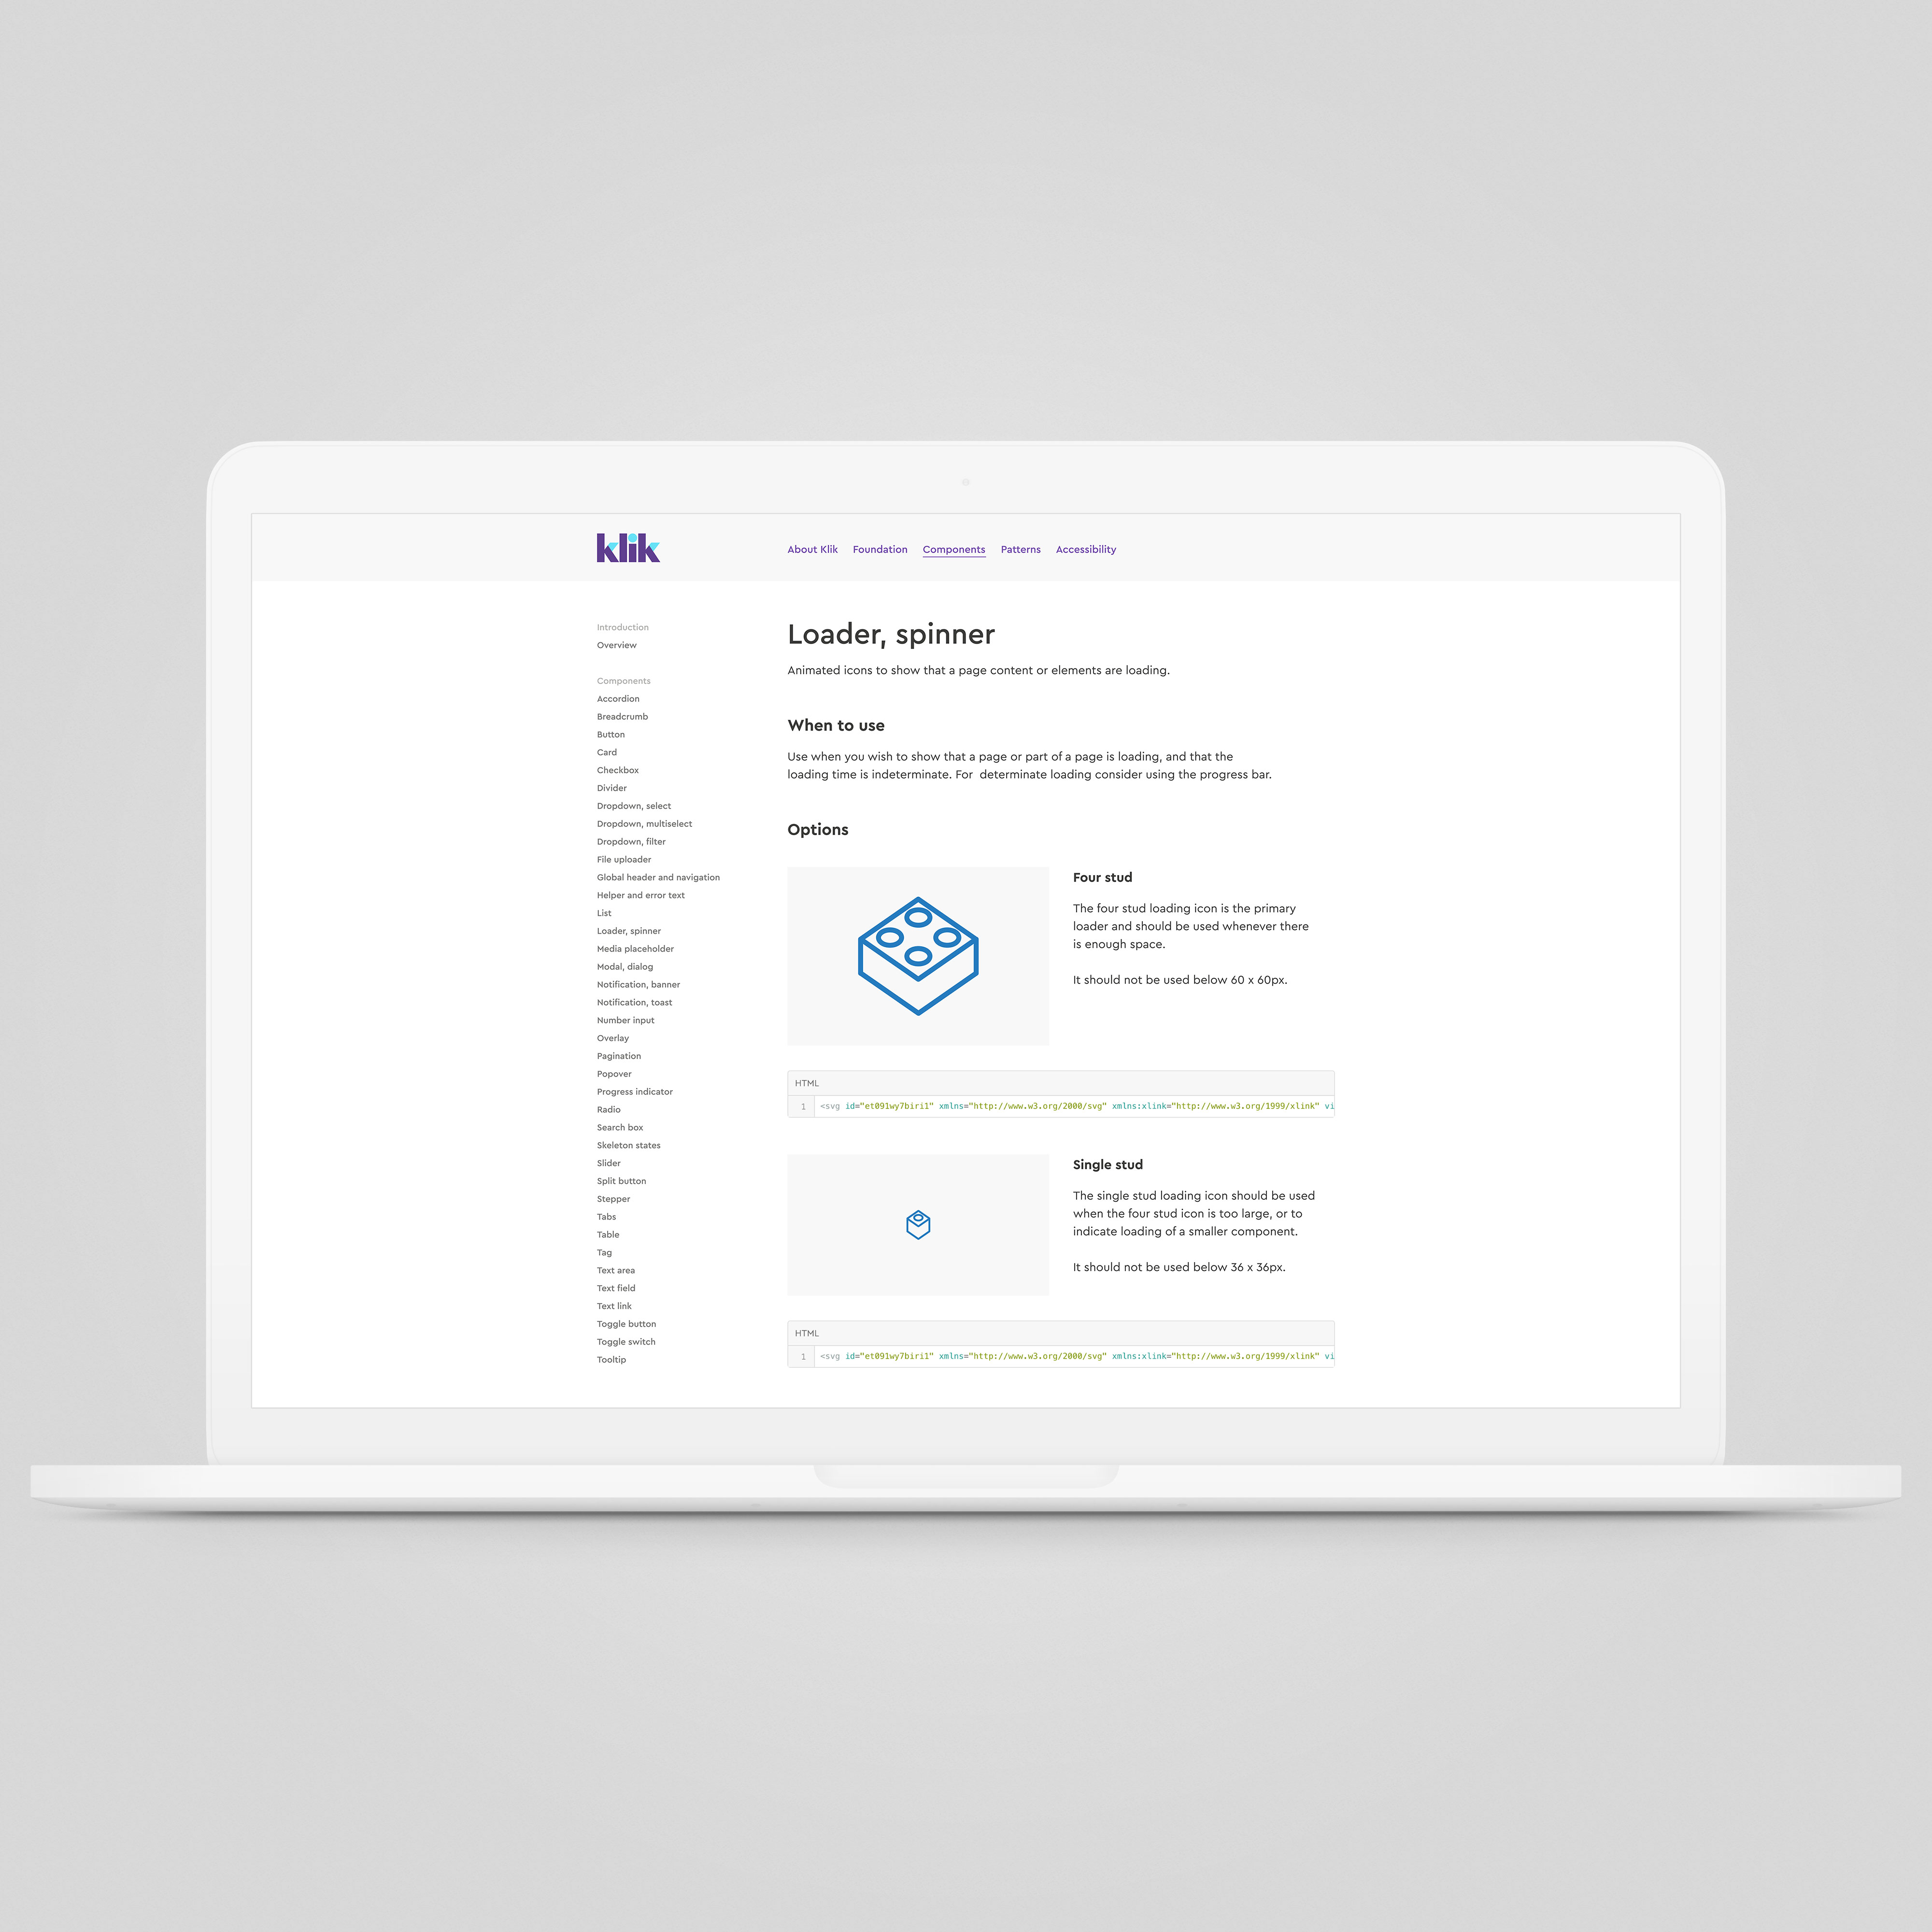 klik
About Klik Foundation Components Patterns Accessibility
Introduction
Overview
Components
Accordion
Breadcrumb
Button
Card
Checkbox
Divider
Dropdown, select
Dropdown, multiselect
Dropdown, filter
File uploader
Global header and navigation
Helper and error text
List
Loader, spinner
Media placeholder
Modal, dialog
Notification, banner
Notification, toast
Number input
Overlay
Pagination
Popover
Progress indicator
Radio
Search box
Skeleton states
Slider
Split button
Stepper
Tabs
Table
Tag
Text area
Text field
Text link
Toggle button
Toggle switch
Tooltip
Loader, spinner
Animated icons to show that a page content or elements are loading.
When to use
Use when you wish to show that a page or part of a page is loading, and that the
loading time is indeterminate. For  determinate loading consider using the progress bar.
Options
Four stud
The four stud loading icon is the primary
loader and should be used whenever there
is enough space.
It should not be used below 60 x 60px.
HTML
1 <svg id="et091wy7biri1" xmlns="http://www.w3.org/2000/svg" xmlns:xlink="http://www.w3.org/1999/xlink" vi
Single stud
The single stud loading icon should be used
when the four stud icon is too large, or to
indicate loading of a smaller component.
It should not be used below 36 x 36px.
HTML
1 <svg id="et091wy7biri1" xmlns="http://www.w3.org/2000/svg" xmlns:xlink="http://www.w3.org/1999/xlink" vi